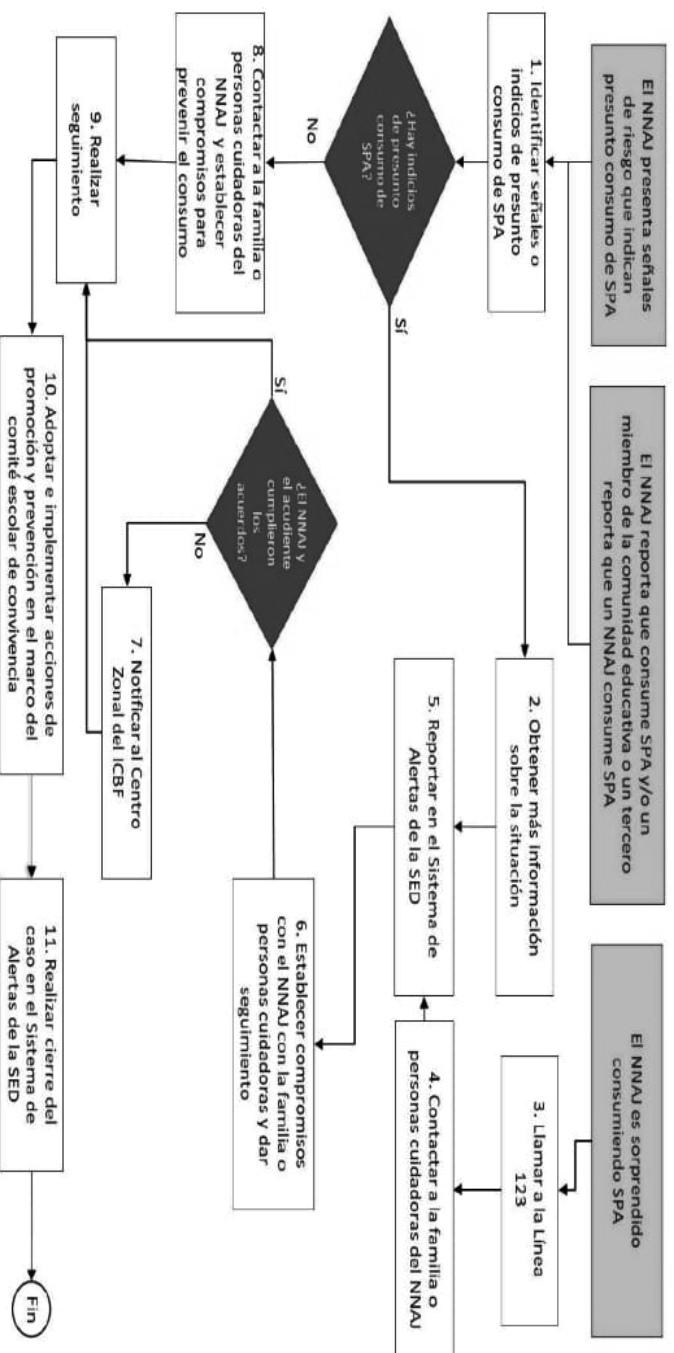 El NNAJ presenta señales
de riesgo que indican
presunto consumo de SPA
El NNAJ reporta que consume SPA y/o un
miembro de la comunidad educativa o un tercero
reporta que un NNAJ consume SPA
El NNAJ es sorprendido
consumiendo SPA
1. Identificar señales o
indicios de presunto
consumo de SPA
¿Hay indicios
de presunto
consumo de
SPA?
Sí
No
2. Obtener más información
sobre la situación
3. Llamar a la Línea
123
4. Contactar a la familia o
personas cuidadoras del NNAJ
5. Reportar en el Sistema de
Alertas de la SED
6. Establecer compromisos
con el NNAJ con la familia o
personas cuidadoras y dar
seguimiento
¿El NNAJ y
el acudiente
cumplieron
los
acuerdos?
Sí
No
7. Notificar al Centro
Zonal del ICBF
8. Contactar a la familia o
personas cuidadoras del
NNAJ y establecer
compromisos para
prevenir el consumo
9. Realizar
seguimiento
10. Adoptar e implementar acciones de
promoción y prevención en el marco del
comité escolar de convivencia
11. Realizar cierre del
caso en el Sistema de
Alertas de la SED
Fin